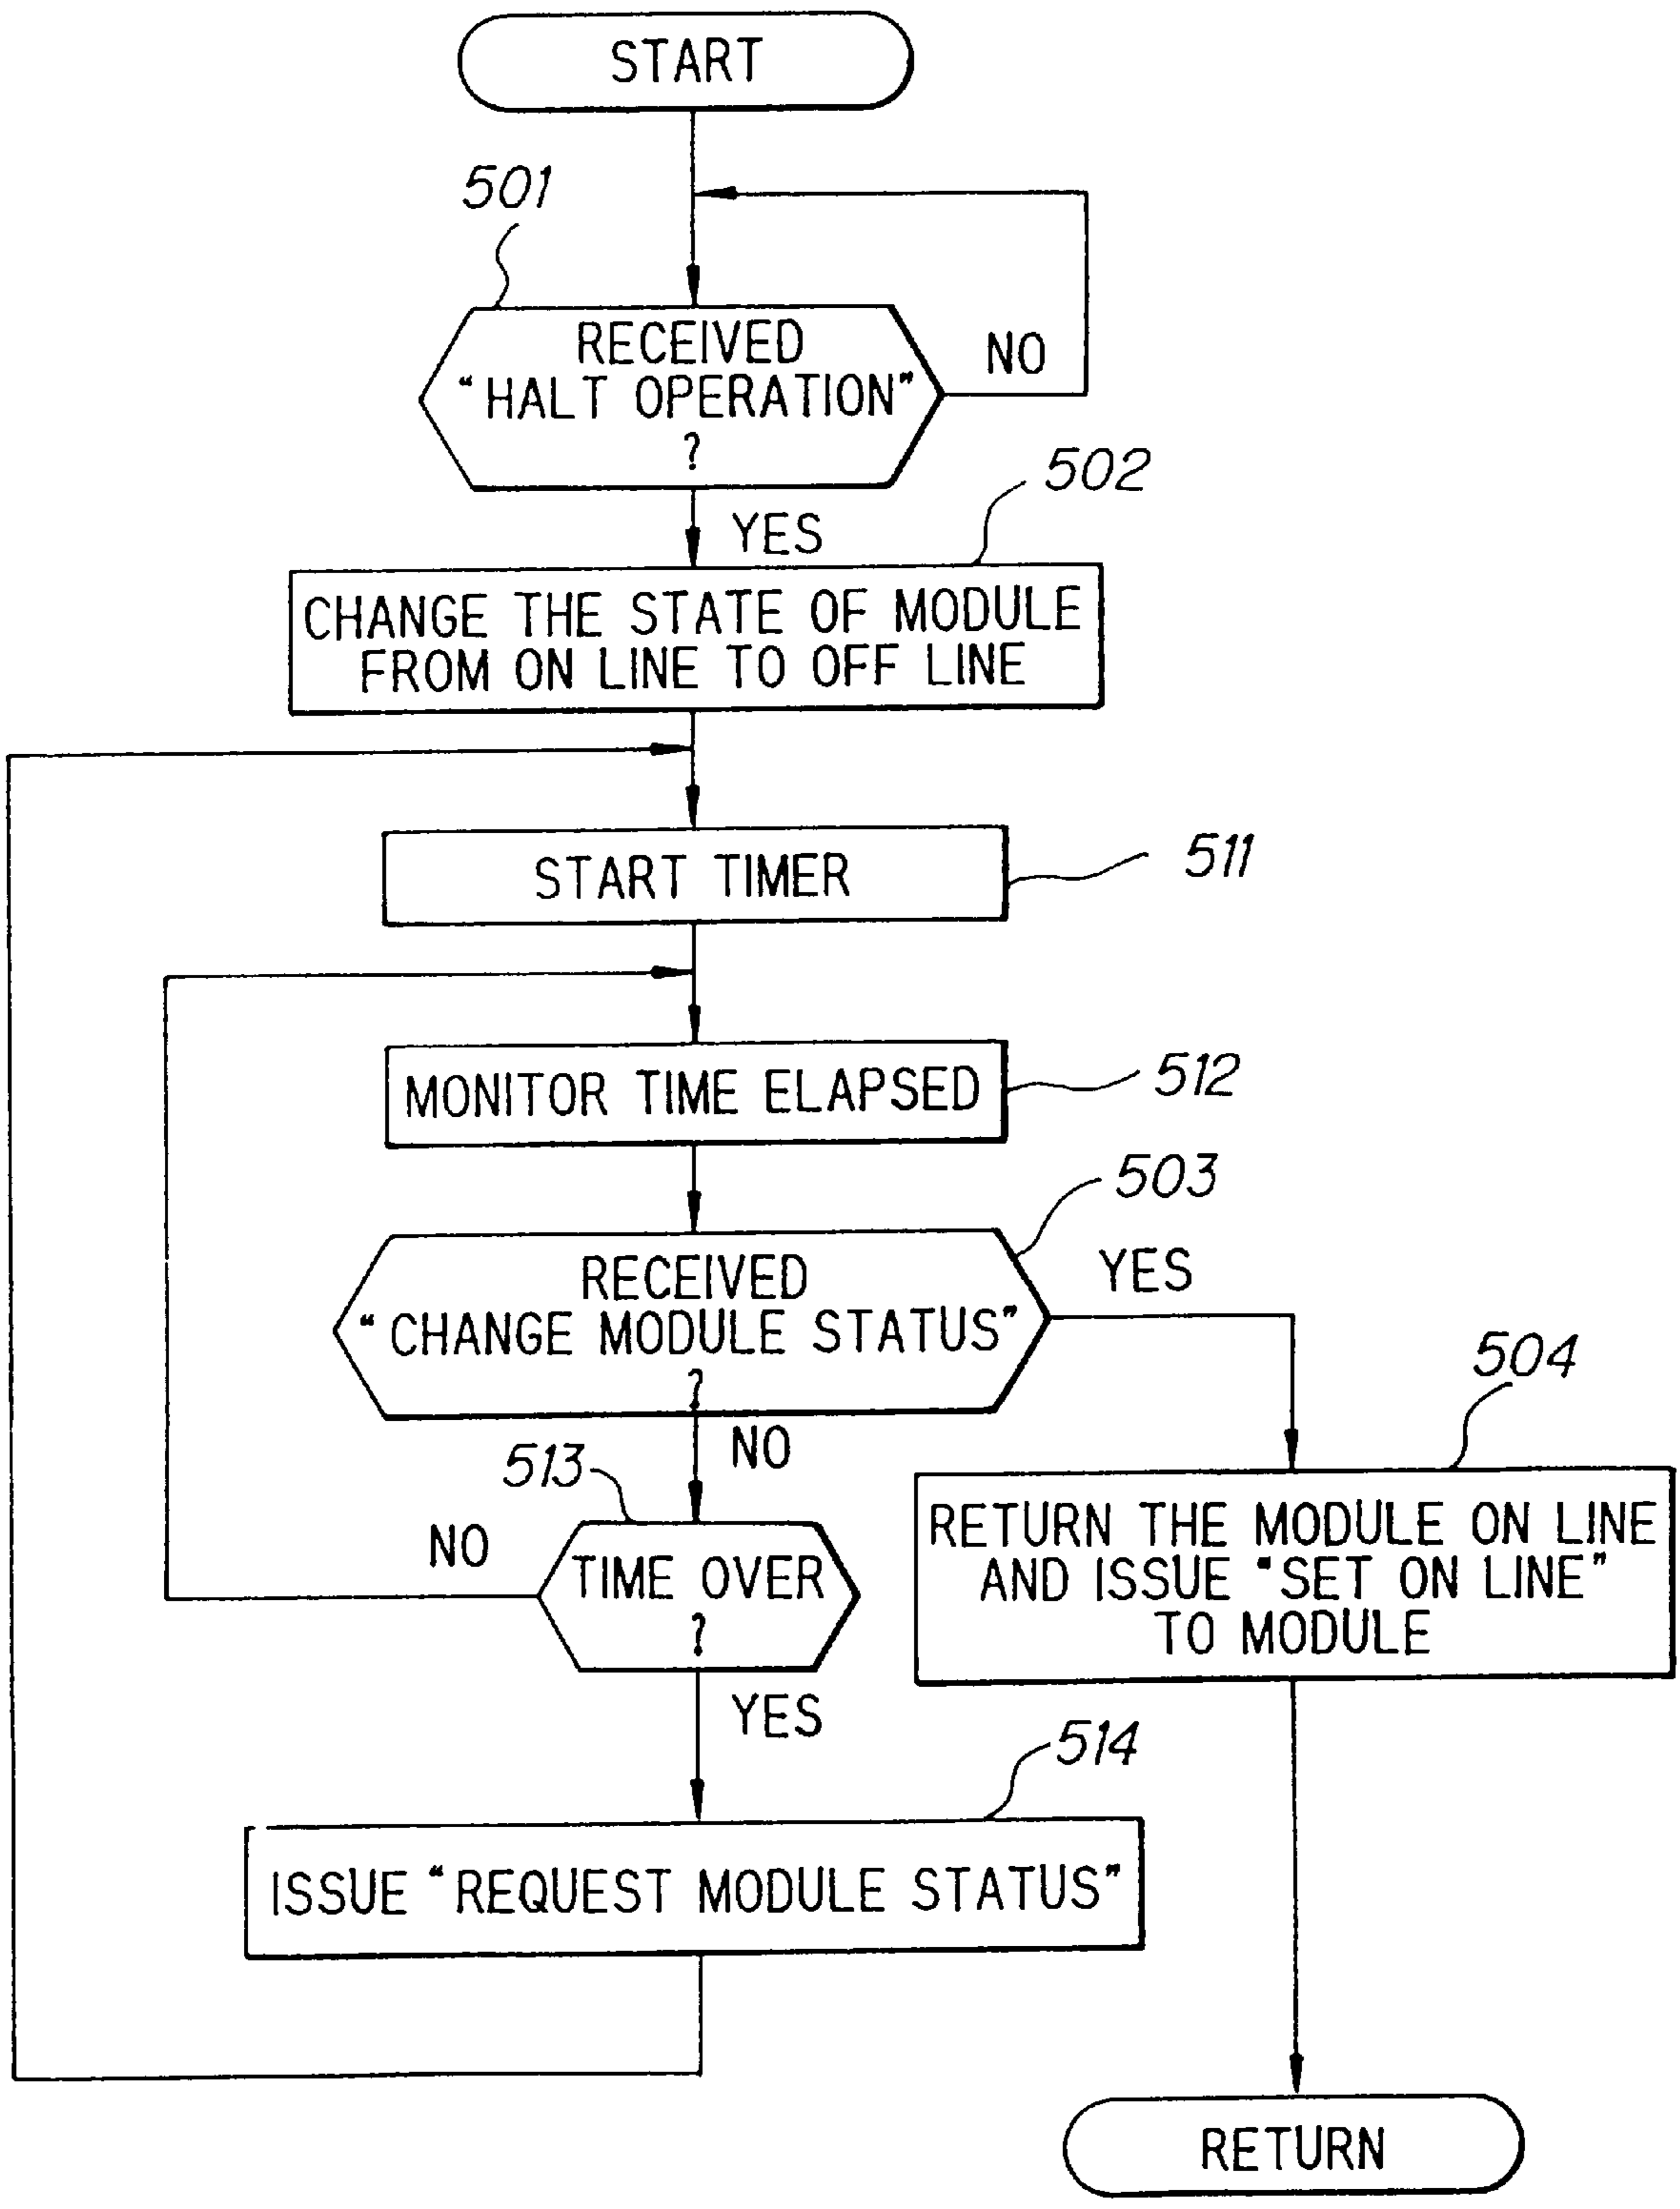 START
501
RECEIVED
“HALT OPERATION”
?
NO
502
YES
CHANGE THE STATE OF MODULE
FROM ON LINE TO OFF LINE
START TIMER
511
MONITOR TIME ELAPSED
512
503
RECEIVED
“CHANGE MODULE STATUS”
?
YES
504
NO
513
NO
TIME OVER
?
RETURN THE MODULE ON LINE
AND ISSUE “SET ON LINE”
TO MODULE
YES
514
ISSUE “REQUEST MODULE STATUS”
RETURN